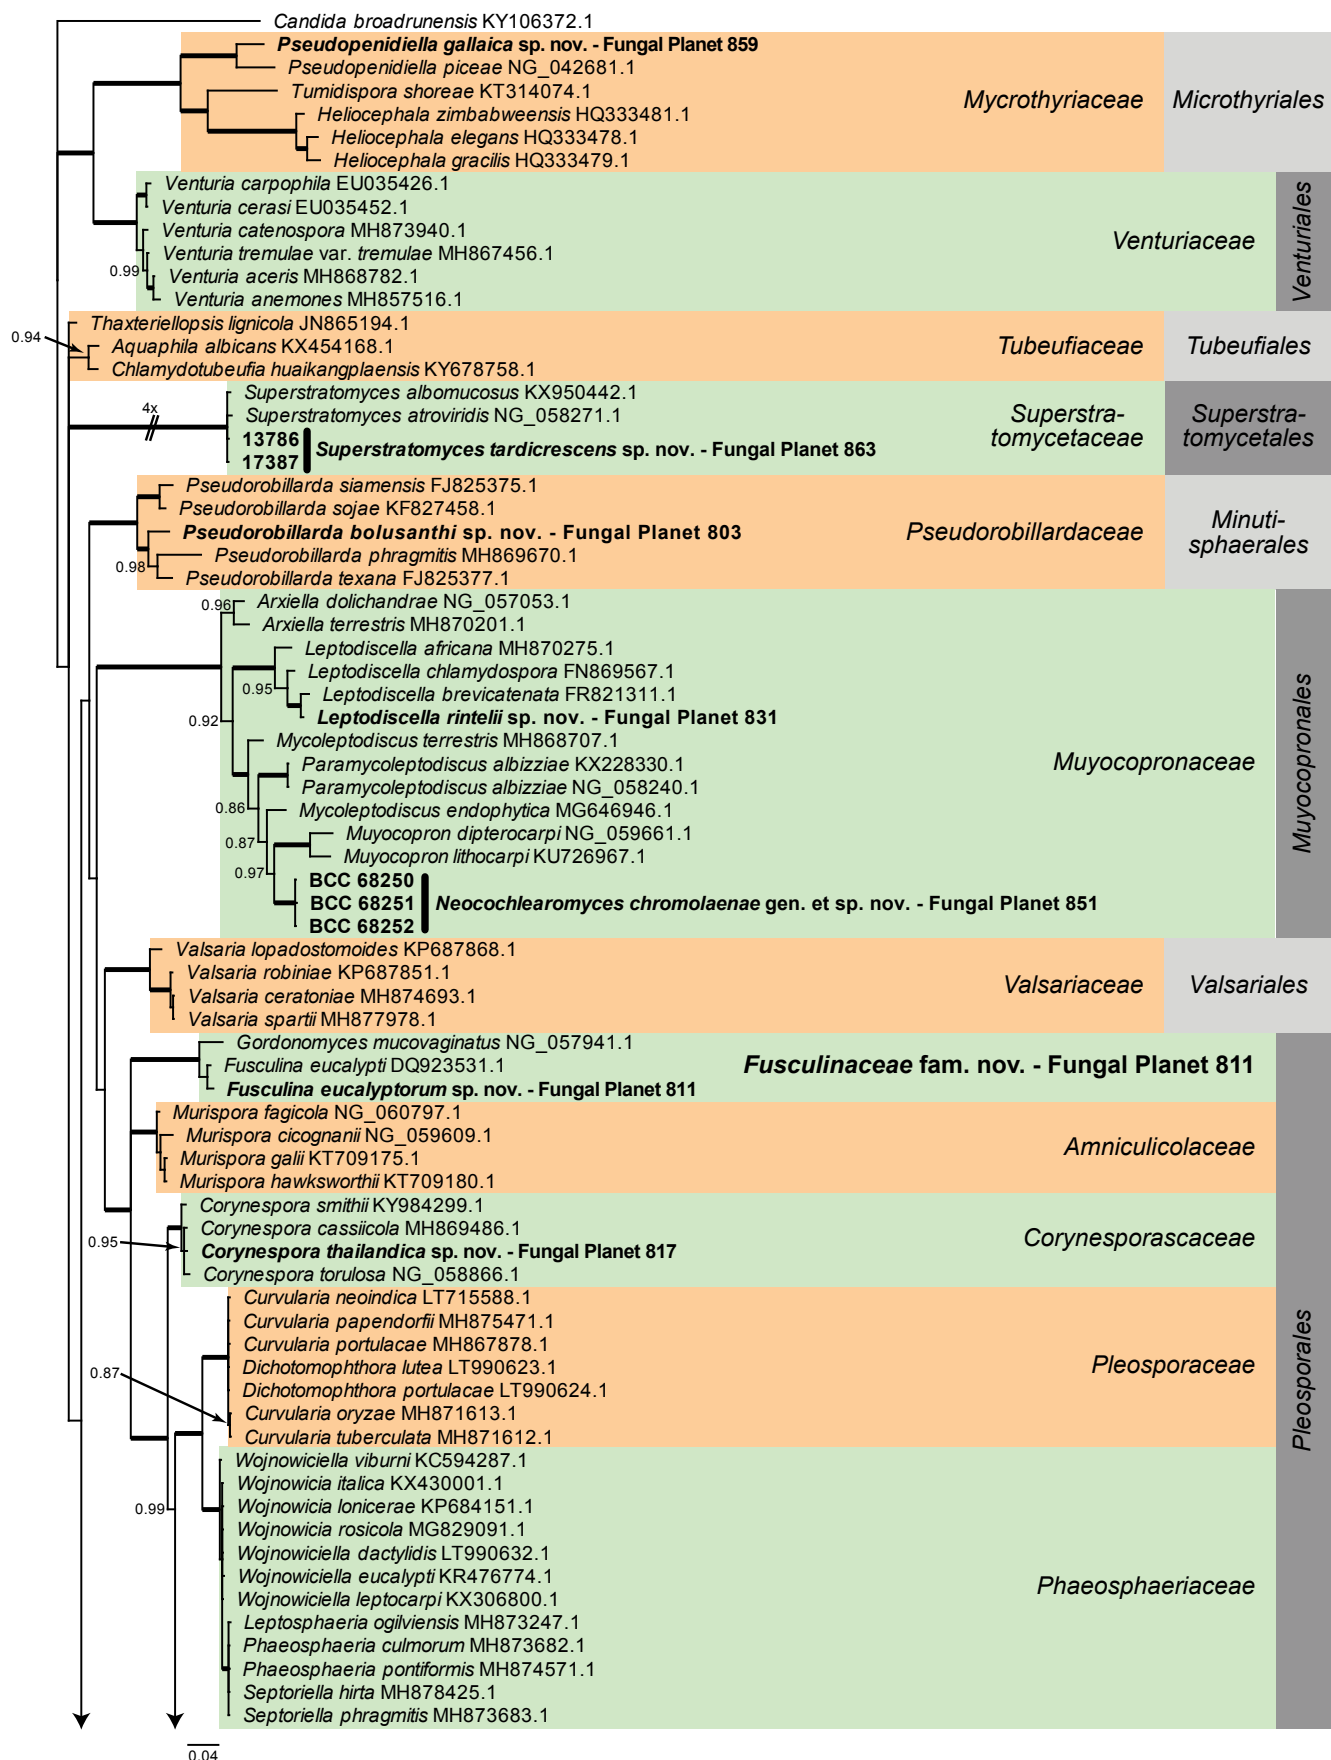 Candida broadrunensis KY106372.1
Pseudopenidiella gallaica sp. nov. - Fungal Planet 859
Pseudopenidiella piceae NG_042681.1
Tumidispora shoreae KT314074.1
Heliocephala zimbabweensis HQ333481.1
Heliocephala elegans HQ333478.1
Heliocephala gracilis HQ333479.1
Mycrothyriaceae
Microthyriales
Venturia carpophila EU035426.1
Venturia cerasi EU035452.1
Venturia catenospora MH873940.1
Venturia tremulae var. tremulae MH867456.1
0.99
Venturia aceris MH868782.1
Venturia anemones MH857516.1
Venturiaceae
Venturiales
0.94
Thaxteriellopsis lignicola JN865194.1
Aquaphila albicans KX454168.1
Chlamydotubeufia huaikangplaensis KY678758.1
Tubeufiaceae
Tubeufiales
4x
Superstratomyces albomucosus KX950442.1
Superstratomyces atroviridis NG_058271.1
13786
17387
Superstratomyces tardicrescens sp. nov. - Fungal Planet 863
Superstra-
tomycetaceae
Superstra-
tomycetales
Pseudorobillarda siamensis FJ825375.1
Pseudorobillarda sojae KF827458.1
Pseudorobillarda bolusanthi sp. nov. - Fungal Planet 803
Pseudorobillarda phragmitis MH869670.1
0.98
Pseudorobillarda texana FJ825377.1
Pseudorobillardaceae
Minuti-
sphaerales
0.96
Arxiella dolichandrae NG_057053.1
Arxiella terrestris MH870201.1
Leptodiscella africana MH870275.1
Leptodiscella chlamydospora FN869567.1
0.95
Leptodiscella brevicatenata FR821311.1
0.92
Leptodiscella rintelii sp. nov. - Fungal Planet 831
Mycoleptodiscus terrestris MH868707.1
Paramycoleptodiscus albizziae KX228330.1
Paramycoleptodiscus albizziae NG_058240.1
0.86
Mycoleptodiscus endophytica MG646946.1
0.87
Muyocopron dipterocarpi NG_059661.1
Muyocopron lithocarpi KU726967.1
0.97
BCC 68250
BCC 68251
BCC 68252
Neocochlearomyces chromolaenae gen. et sp. nov. - Fungal Planet 851
Muyocopronaceae
Muyocopronales
Valsaria lopadostomoides KP687868.1
Valsaria robiniae KP687851.1
Valsaria ceratoniae MH874693.1
Valsaria spartii MH877978.1
Valsariaceae
Valsariales
Gordonomyces mucovaginatus NG_057941.1
Fusculina eucalypti DQ923531.1
Fusculina eucalyptorum sp. nov. - Fungal Planet 811
Fusculinaceae fam. nov. - Fungal Planet 811
Murispora fagicola NG_060797.1
Murispora cicognanii NG_059609.1
Murispora galii KT709175.1
Murispora hawksworthii KT709180.1
Amniculicolaceae
Corynespora smithii KY984299.1
Corynespora cassiicola MH869486.1
0.95
Corynespora thailandica sp. nov. - Fungal Planet 817
Corynespora torulosa NG_058866.1
Corynesporascaceae
Curvularia neoindica LT715588.1
Curvularia papendorfii MH875471.1
Curvularia portulacae MH867878.1
Dichotomophthora lutea LT990623.1
0.87
Dichotomophthora portulacae LT990624.1
Curvularia oryzae MH871613.1
Curvularia tuberculata MH871612.1
Pleosporaceae
Pleosporales
Wojnowiciella viburni KC594287.1
Wojnowicia italica KX430001.1
0.99
Wojnowicia lonicerae KP684151.1
Wojnowicia rosicola MG829091.1
Wojnowiciella dactylidis LT990632.1
Wojnowiciella eucalypti KR476774.1
Wojnowiciella leptocarpi KX306800.1
Leptosphaeria ogilviensis MH873247.1
Phaeosphaeria culmorum MH873682.1
Phaeosphaeria pontiformis MH874571.1
Septoriella hirta MH878425.1
Septoriella phragmitis MH873683.1
Phaeosphaeriaceae
0.04